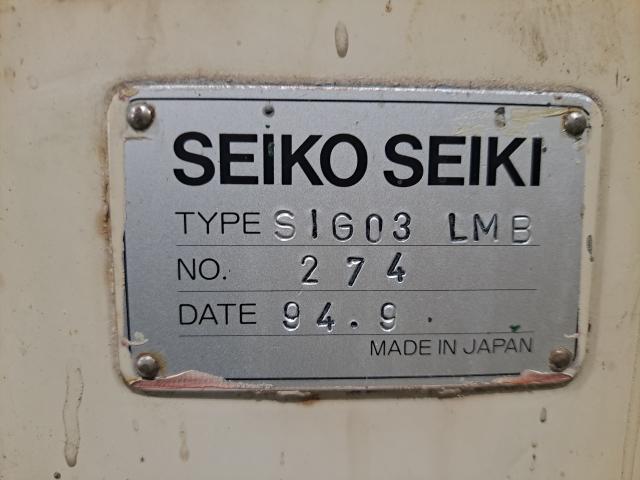 SEIKO SEIKI
TYPE SIG03 LMB
NO. 274
DATE 94.9
MADE IN JAPAN